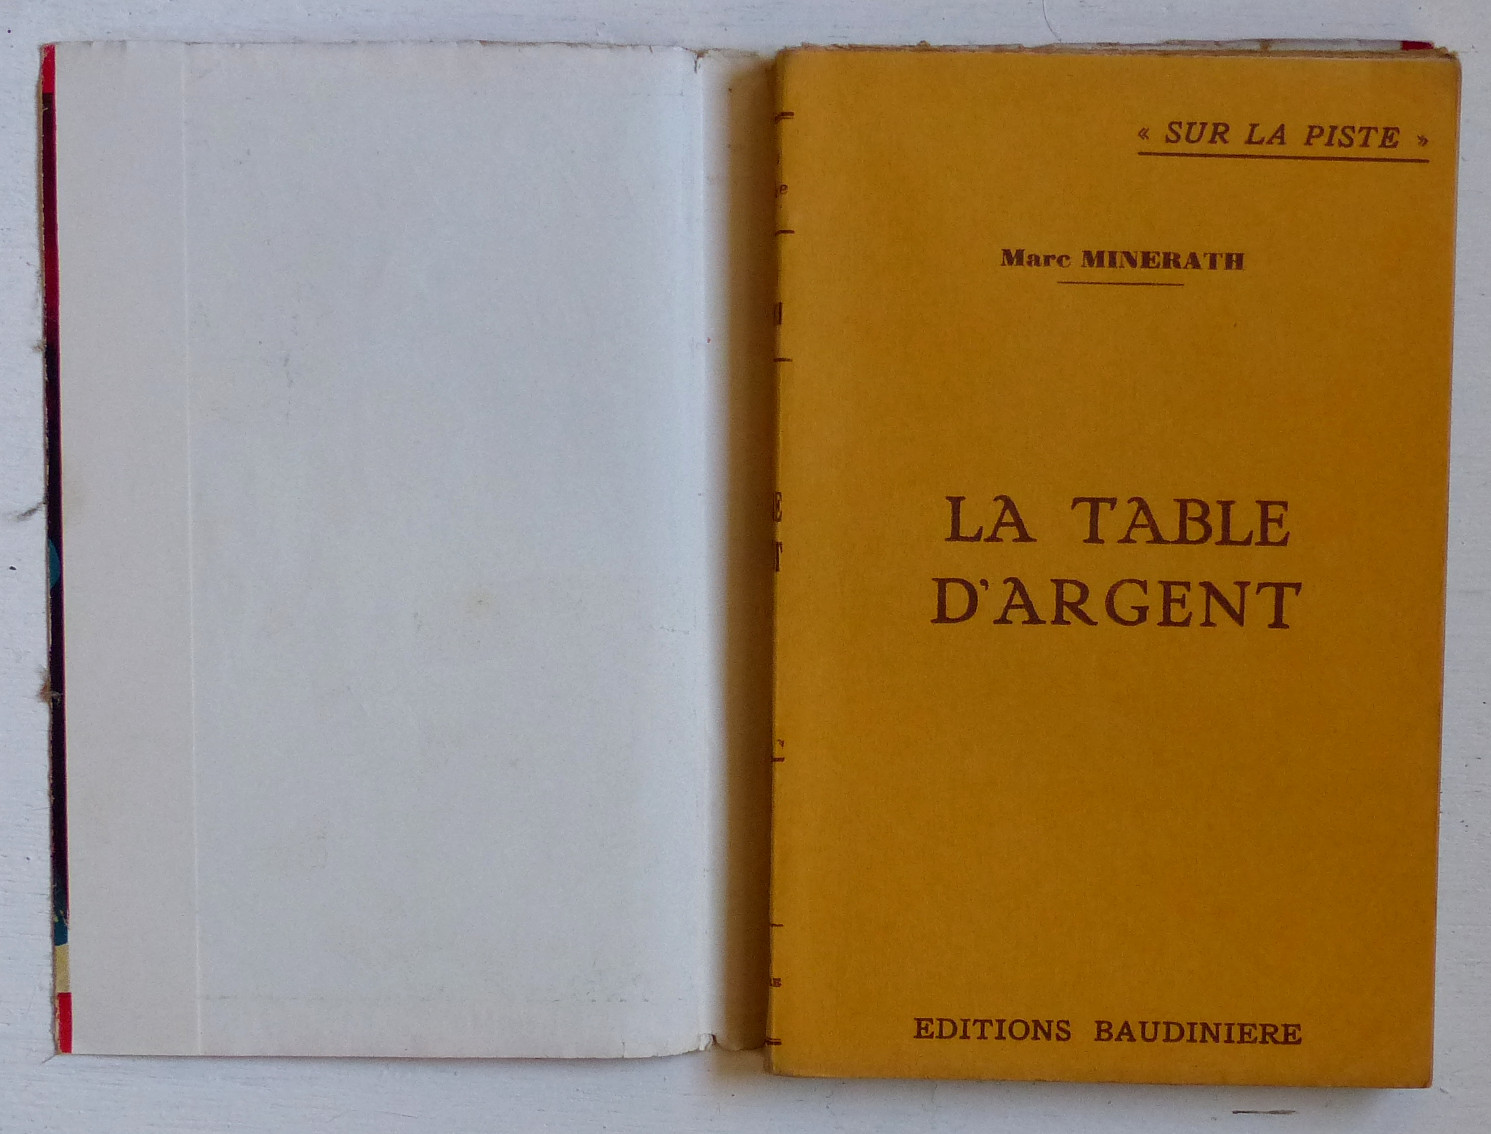 « SUR LA PISTE »
Marc MINERATH
LA TABLE
D'ARGENT
EDITIONS BAUDINIERE